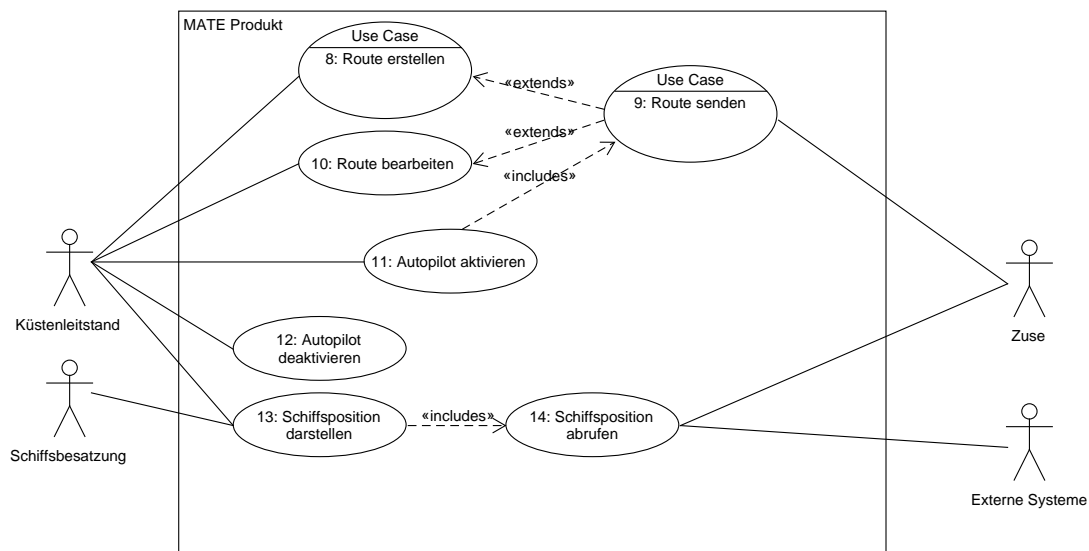 MATE Produkt
Use Case
8: Route erstellen
«extends»
Use Case
9: Route senden
«extends»
10: Route bearbeiten
«includes»
11: Autopilot aktivieren
Küstenleitstand
Zuse
12: Autopilot
deaktivieren
13: Schiffsposition
darstellen
«includes»
14: Schiffsposition
abrufen
Schiffsbesatzung
Externe Systeme